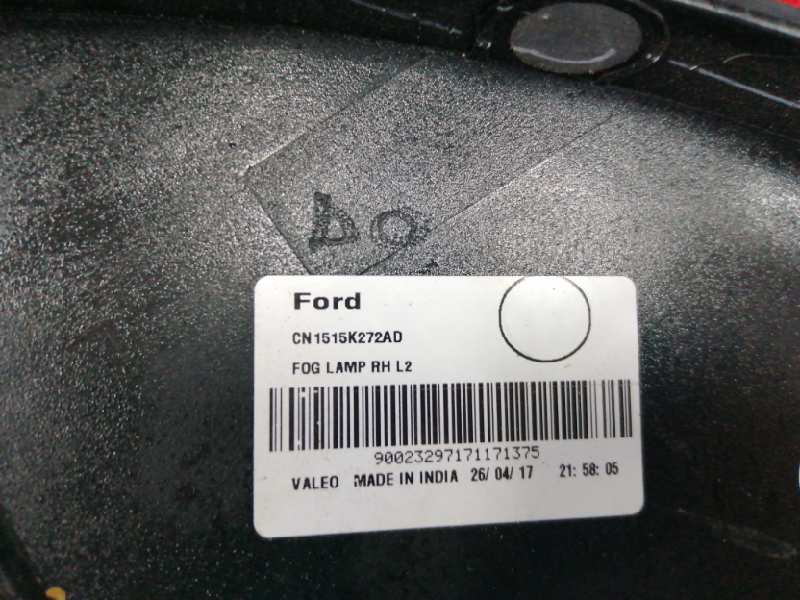 Ford
CN1515K272AD
FOG LAMP RH L2
90023297171171375
VALEO MADE IN INDIA 26/ 04/ 17 21: 58: 05